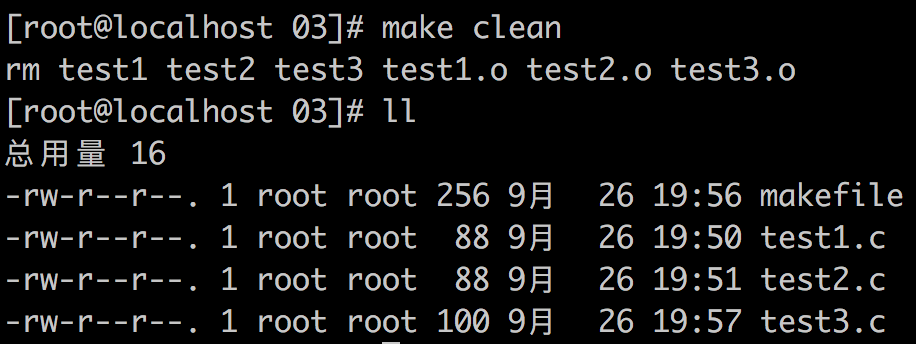 [root@localhost 03]# make clean
rm test1 test2 test3 test1.o test2.o test3.o
[root@localhost 03]# ll
总用量 16
-rw-r--r--. 1 root root 256 9月  26 19:56 makefile
-rw-r--r--. 1 root root  88 9月  26 19:50 test1.c
-rw-r--r--. 1 root root  88 9月  26 19:51 test2.c
-rw-r--r--. 1 root root 100 9月  26 19:57 test3.c